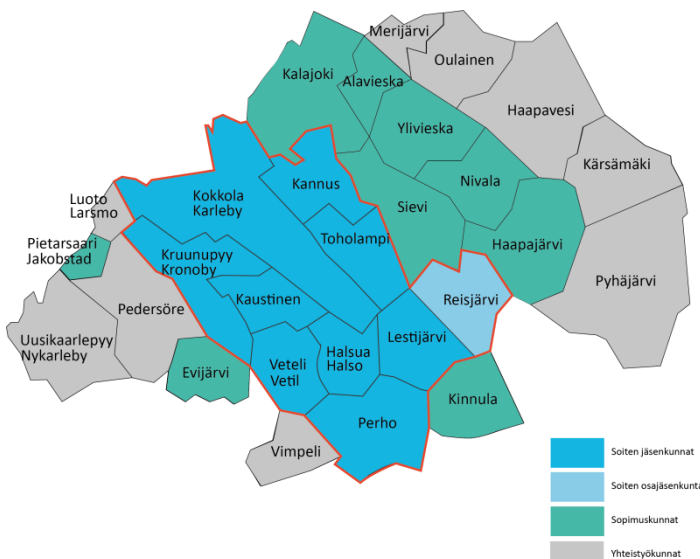 Merijärvi
Oulainen
Kalajoki
Alavieska
Haapavesi
Ylivieska
Kärsämäki
Kannus
Nivala
Kokkola
Karleby
Luoto
Larsmo
Sievi
Toholampi
Haapajärvi
Pietarsaari
Jakobstad
Kruunupyy
Kronoby
Pyhäjärvi
Kaustinen
Reisjärvi
Pedersöre
Uusikaarlepyy
Nykarleby
Lestijärvi
Halsua
Halso
Veteli
Vetil
Evijärvi
Kinnula
Perho
Vimpeli
Soiten jäsenkunnat
Soiten osajäsenkunta
Sopimuskunnat
Yhteistyökunnat